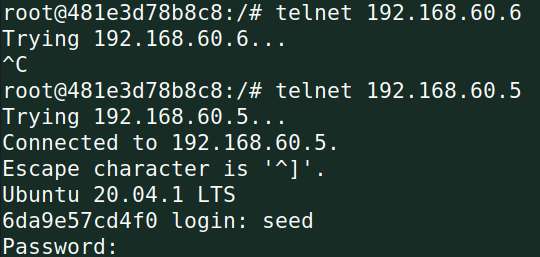 root@481e3d78b8c8:/# telnet 192.168.60.6
Trying 192.168.60.6...
^C
root@481e3d78b8c8:/# telnet 192.168.60.5
Trying 192.168.60.5...
Connected to 192.168.60.5.
Escape character is '^]'.
Ubuntu 20.04.1 LTS
6da9e57cd4f0 login: seed
Password: